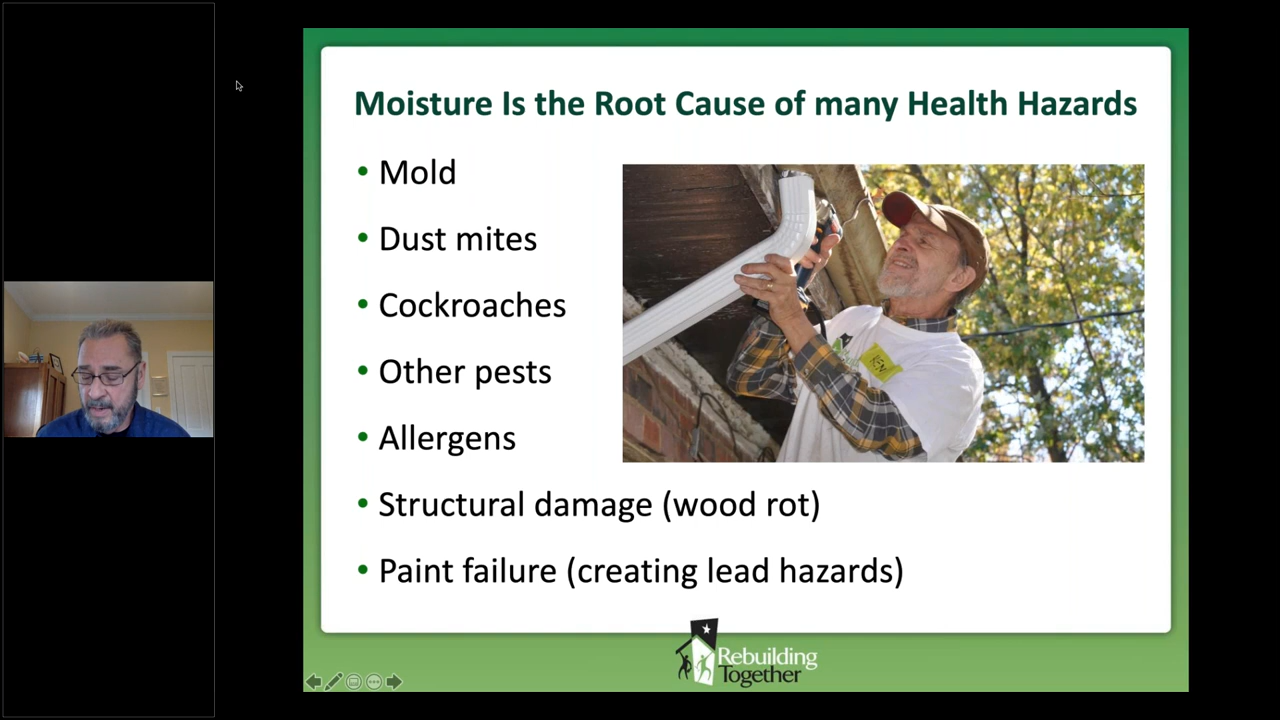 Moisture Is the Root Cause of many Health Hazards
• Mold
• Dust mites
• Cockroaches
• Other pests
• Allergens
• Structural damage (wood rot)
• Paint failure (creating lead hazards)
KEN
Rebuilding
Together